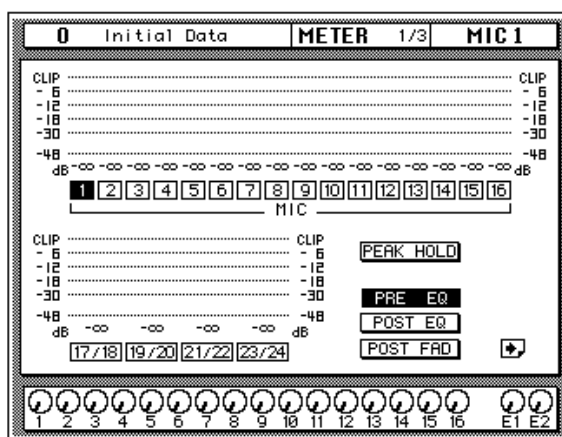 0 Initial Data METER 1/3 MIC 1
CLIP CLIP
- 6 - 6
-12 -12
-18 -18
-30 -30
-48 -48
dB -∞ -∞ -∞ -∞ -∞ -∞ -∞ -∞ -∞ -∞ -∞ -∞ -∞ -∞ -∞ -∞ dB
1 2 3 4 5 6 7 8 9 10 11 12 13 14 15 16
MIC
CLIP CLIP
- 6 - 6 PEAK HOLD
-12 -12
-18 -18
-30 -30 PRE EQ
-48 -48 POST EQ
dB -∞ -∞ -∞ -∞ dB
17/18 19/20 21/22 23/24 POST FAD
1 2 3 4 5 6 7 8 9 10 11 12 13 14 15 16 E1 E2